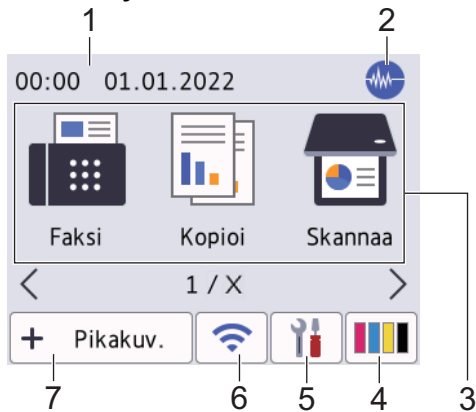 1 2
00:00 01.01.2022
Faksi Kopioi Skannaa
1 / X
+ Pikakuv.
7 6 5 4 3